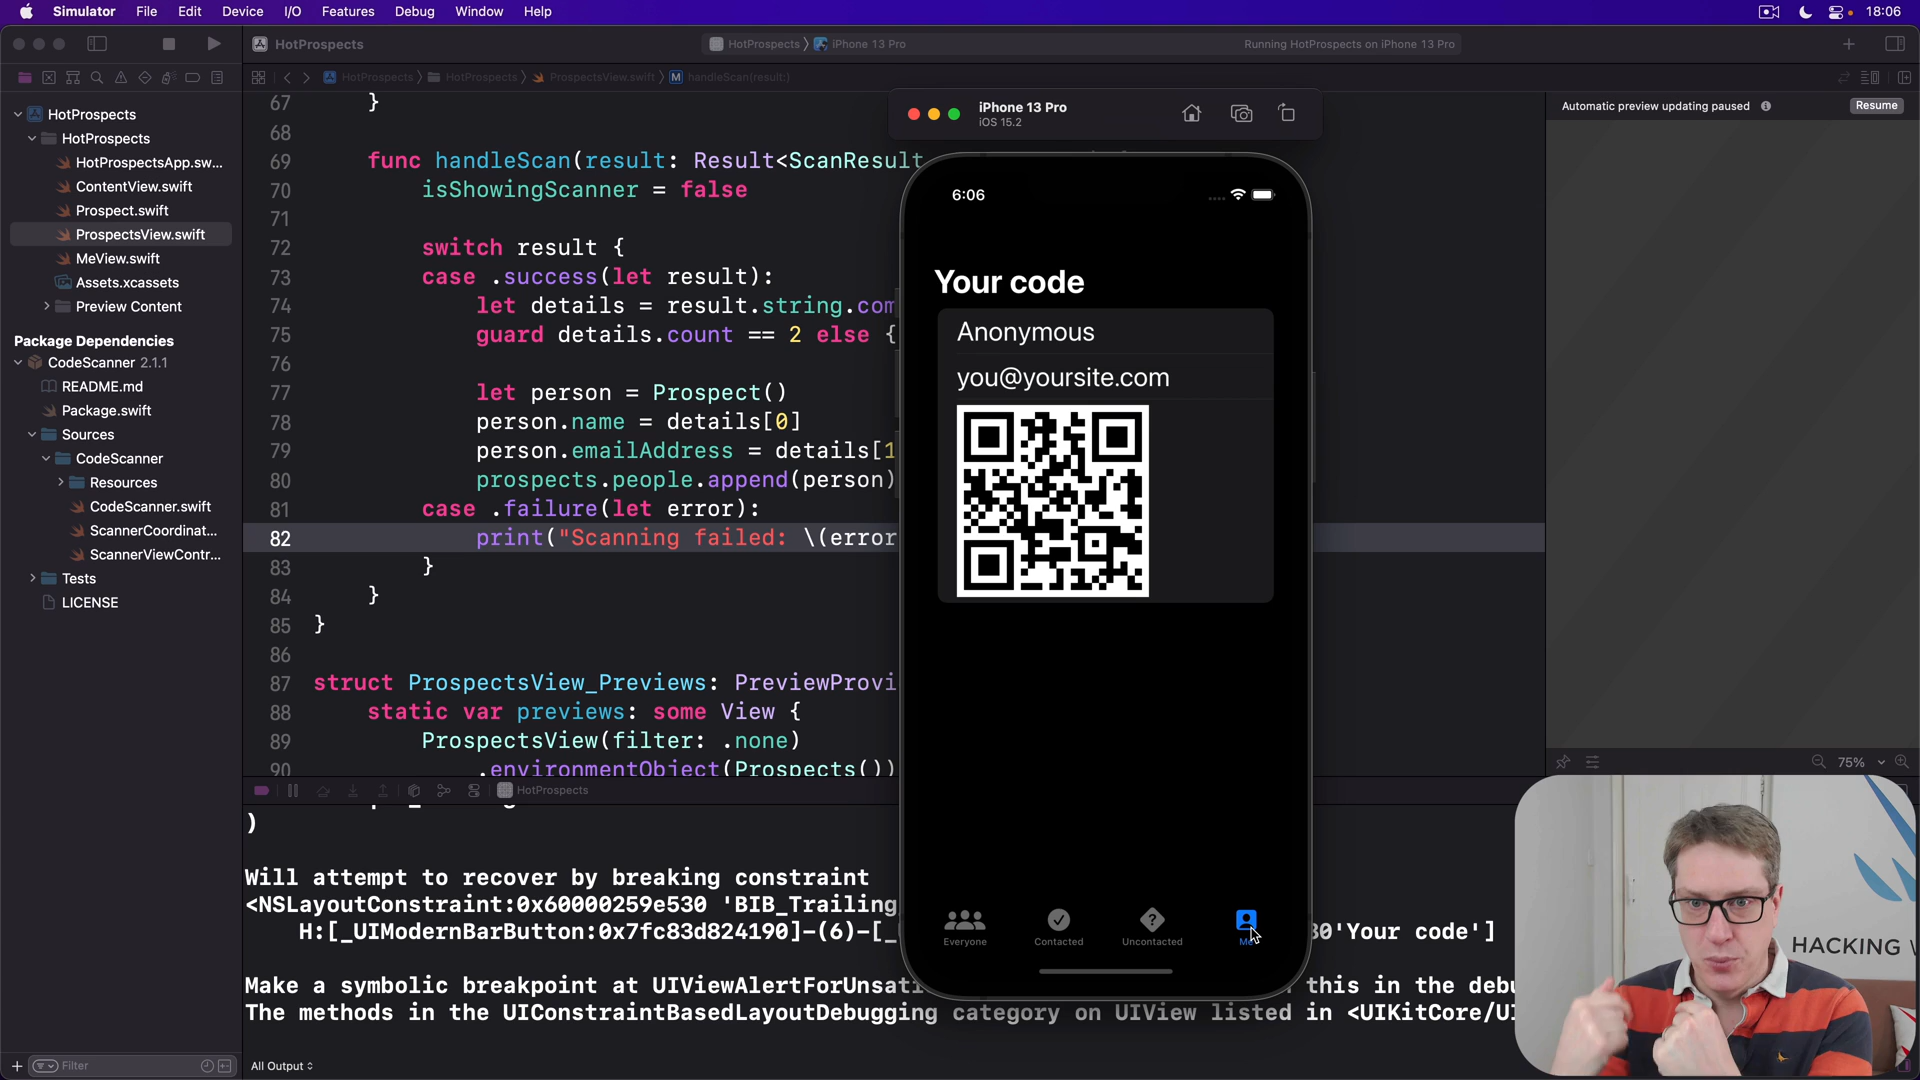 Simulator File Edit Device I/O Features Debug Window Help 18:06
HotProspects HotProspects iPhone 13 Pro Running HotProspects on iPhone 13 Pro
HotProspects HotProspects ProspectsView.swift M handleScan(result:)
HotProspects
HotProspects
HotProspectsApp.sw...
ContentView.swift
Prospect.swift
ProspectsView.swift
MeView.swift
Assets.xcassets
Preview Content
Package Dependencies
CodeScanner 2.1.1
README.md
Package.swift
Sources
CodeScanner
Resources
CodeScanner.swift
ScannerCoordinat...
ScannerViewContr...
Tests
LICENSE
Filter
67 }
68
69 func handleScan(result: Result<ScanResult
70 isShowingScanner = false
71
72 switch result {
73 case .success(let result):
74 let details = result.string.com
75 guard details.count == 2 else {
76
77 let person = Prospect()
78 person.name = details[0]
79 person.emailAddress = details[1
80 prospects.people.append(person)
81 case .failure(let error):
82 print("Scanning failed: \(error
83 }
84 }
85 }
86
87 struct ProspectsView_Previews: PreviewProvi
88 static var previews: some View {
89 ProspectsView(filter: .none)
90 .environmentObject(Prospects())
HotProspects
)
Will attempt to recover by breaking constraint
<NSLayoutConstraint:0x60000259e530 'BIB_Trailing
H:[_UIModernBarButton:0x7fc83d824190]-(6)-[_ 30'Your code']
Make a symbolic breakpoint at UIViewAlertForUnsati this in the debu
The methods in the UIConstraintBasedLayoutDebugging category on UIView listed in <UIKitCore/UI
All Output
iPhone 13 Pro
iOS 15.2
6:06
Your code
Anonymous
you@yoursite.com
Everyone Contacted Uncontacted Me
Automatic preview updating paused Resume
75%
HACKING W